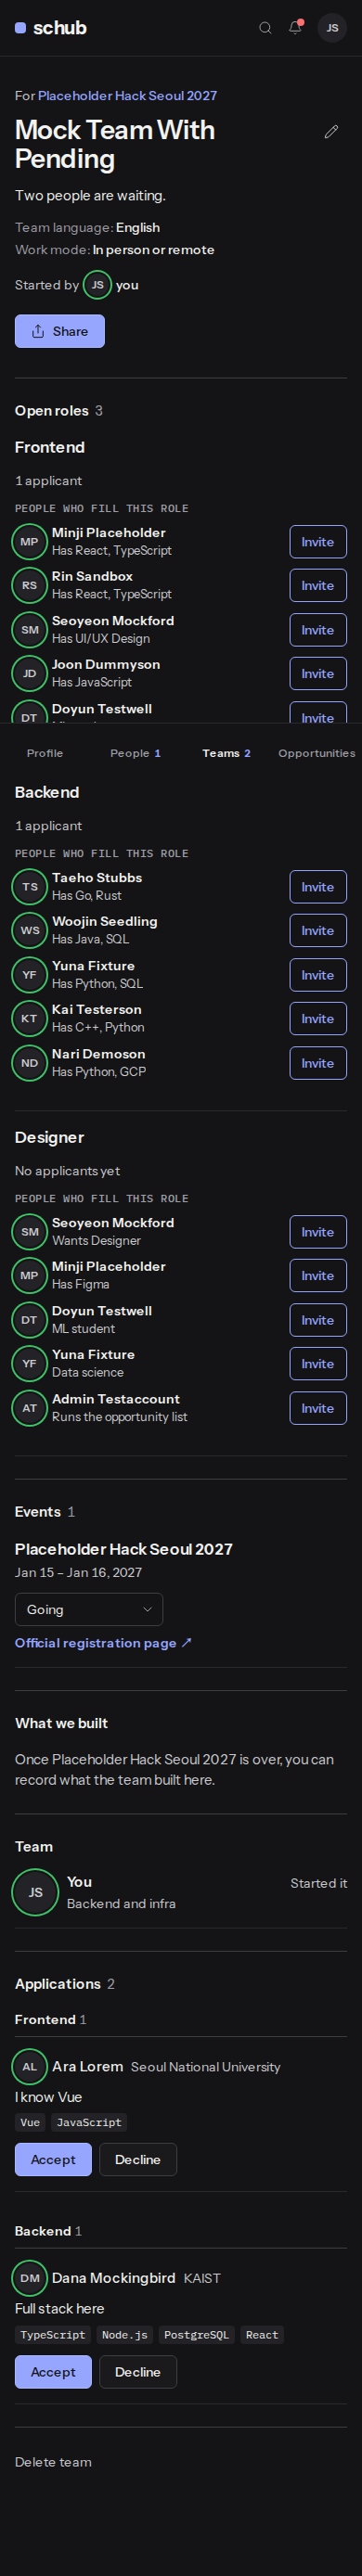 schub
JS
For Placeholder Hack Seoul 2027
Mock Team With
Pending
Two people are waiting.
Team language: English
Work mode: In person or remote
Started by JS you
Share
Open roles 3
Frontend
1 applicant
PEOPLE WHO FILL THIS ROLE
MP Minji Placeholder
Has React, TypeScript
Invite
RS Rin Sandbox
Has React, TypeScript
Invite
SM Seoyeon Mockford
Has UI/UX Design
Invite
JD Joon Dummyson
Has JavaScript
Invite
DT Doyun Testwell
Invite
Profile People 1 Teams 2 Opportunities
Backend
1 applicant
PEOPLE WHO FILL THIS ROLE
TS Taeho Stubbs
Has Go, Rust
Invite
WS Woojin Seedling
Has Java, SQL
Invite
YF Yuna Fixture
Has Python, SQL
Invite
KT Kai Testerson
Has C++, Python
Invite
ND Nari Demoson
Has Python, GCP
Invite
Designer
No applicants yet
PEOPLE WHO FILL THIS ROLE
SM Seoyeon Mockford
Wants Designer
Invite
MP Minji Placeholder
Has Figma
Invite
DT Doyun Testwell
ML student
Invite
YF Yuna Fixture
Data science
Invite
AT Admin Testaccount
Runs the opportunity list
Invite
Events 1
Placeholder Hack Seoul 2027
Jan 15 – Jan 16, 2027
Going
Official registration page ↗
What we built
Once Placeholder Hack Seoul 2027 is over, you can
record what the team built here.
Team
JS You
Backend and infra
Started it
Applications 2
Frontend 1
AL Ara Lorem Seoul National University
I know Vue
Vue JavaScript
Accept Decline
Backend 1
DM Dana Mockingbird KAIST
Full stack here
TypeScript Node.js PostgreSQL React
Accept Decline
Delete team